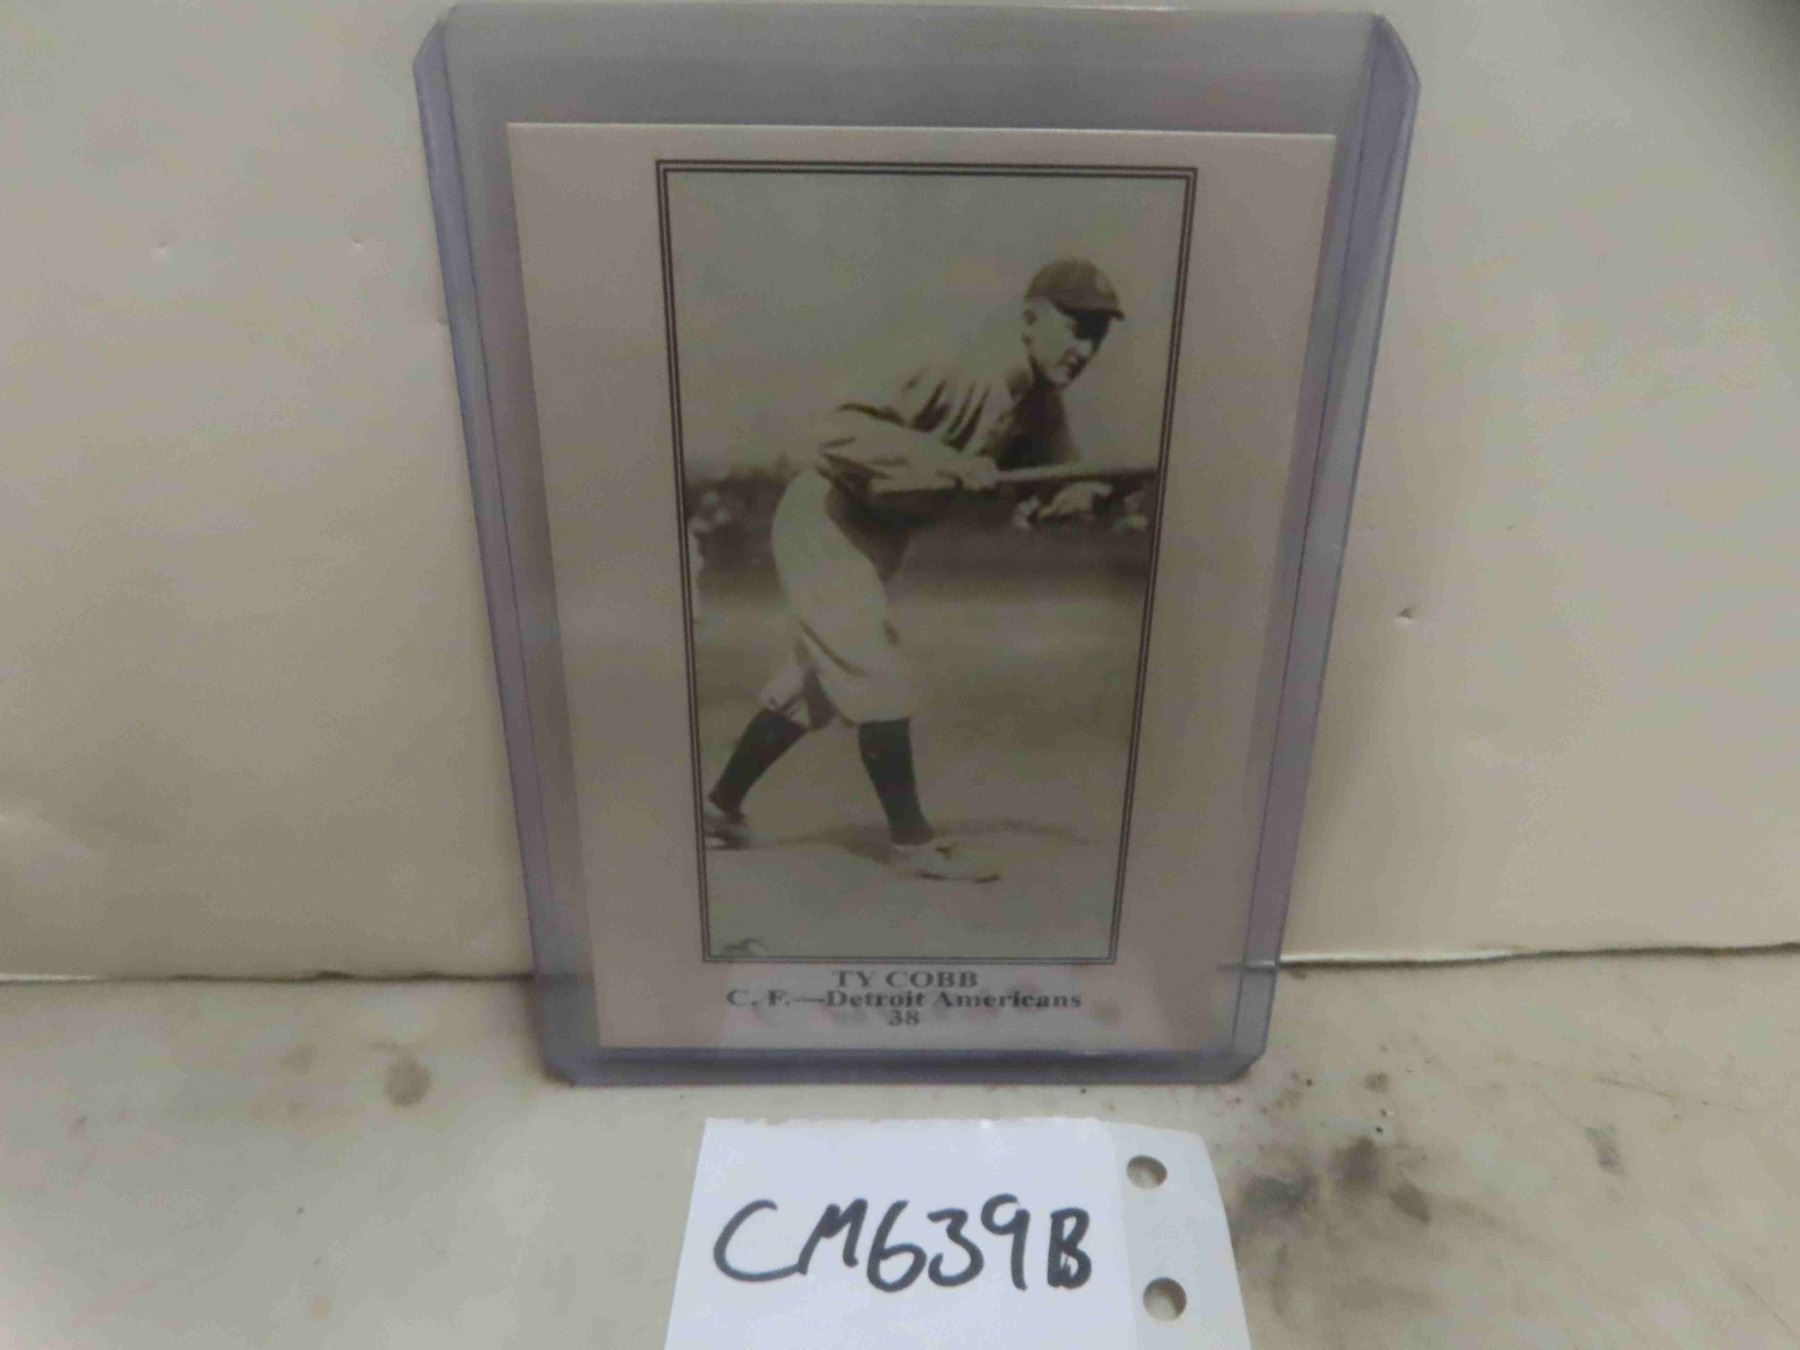 TY COBB
C. F.—Detroit Americans
38
CM639B